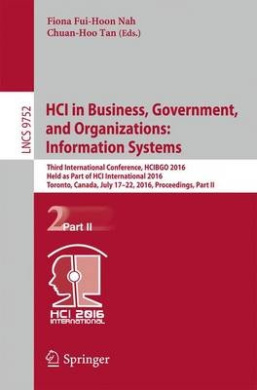 Fiona Fui-Hoon Nah
Chuan-Hoo Tan (Eds.)
LNCS 9752
HCI in Business, Government,
and Organizations:
Information Systems
Third International Conference, HCIBGO 2016
Held as Part of HCI International 2016
Toronto, Canada, July 17–22, 2016, Proceedings, Part II
2 Part II
HCI 2016
INTERNATIONAL
Springer